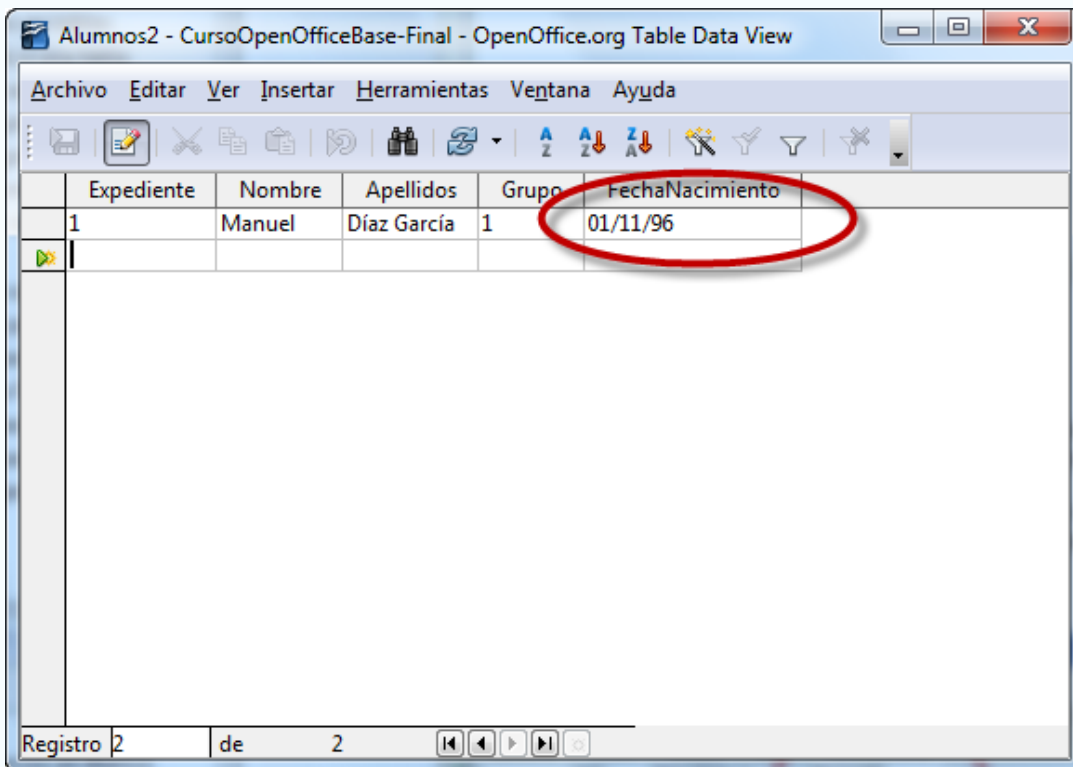 Alumnos2 - CursoOpenOfficeBase-Final - OpenOffice.org Table Data View
Archivo Editar Ver Insertar Herramientas Ventana Ayuda
Expediente Nombre Apellidos Grupo FechaNacimiento
1 Manuel Díaz García 1 01/11/96
Registro 2 de 2